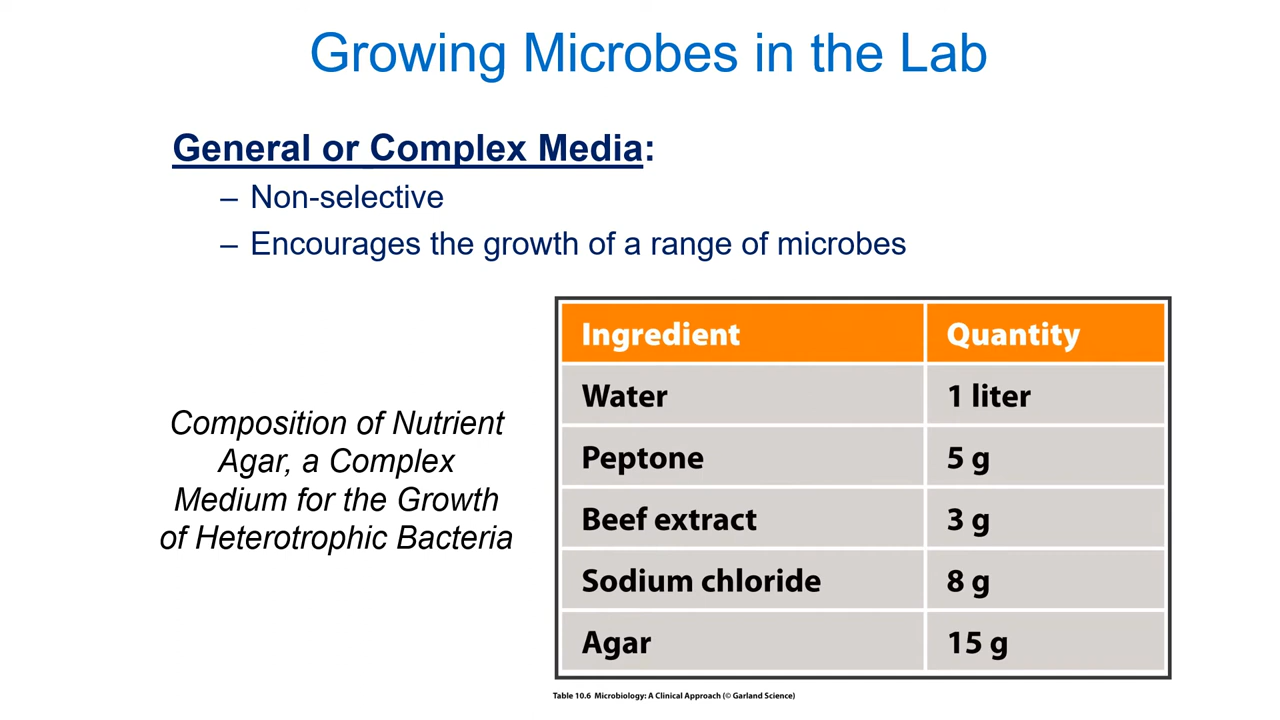 Growing Microbes in the Lab
General or Complex Media:
– Non-selective
– Encourages the growth of a range of microbes
Composition of Nutrient
Agar, a Complex
Medium for the Growth
of Heterotrophic Bacteria
Ingredient Quantity
Water 1 liter
Peptone 5 g
Beef extract 3 g
Sodium chloride 8 g
Agar 15 g
Table 10.6 Microbiology: A Clinical Approach (© Garland Science)